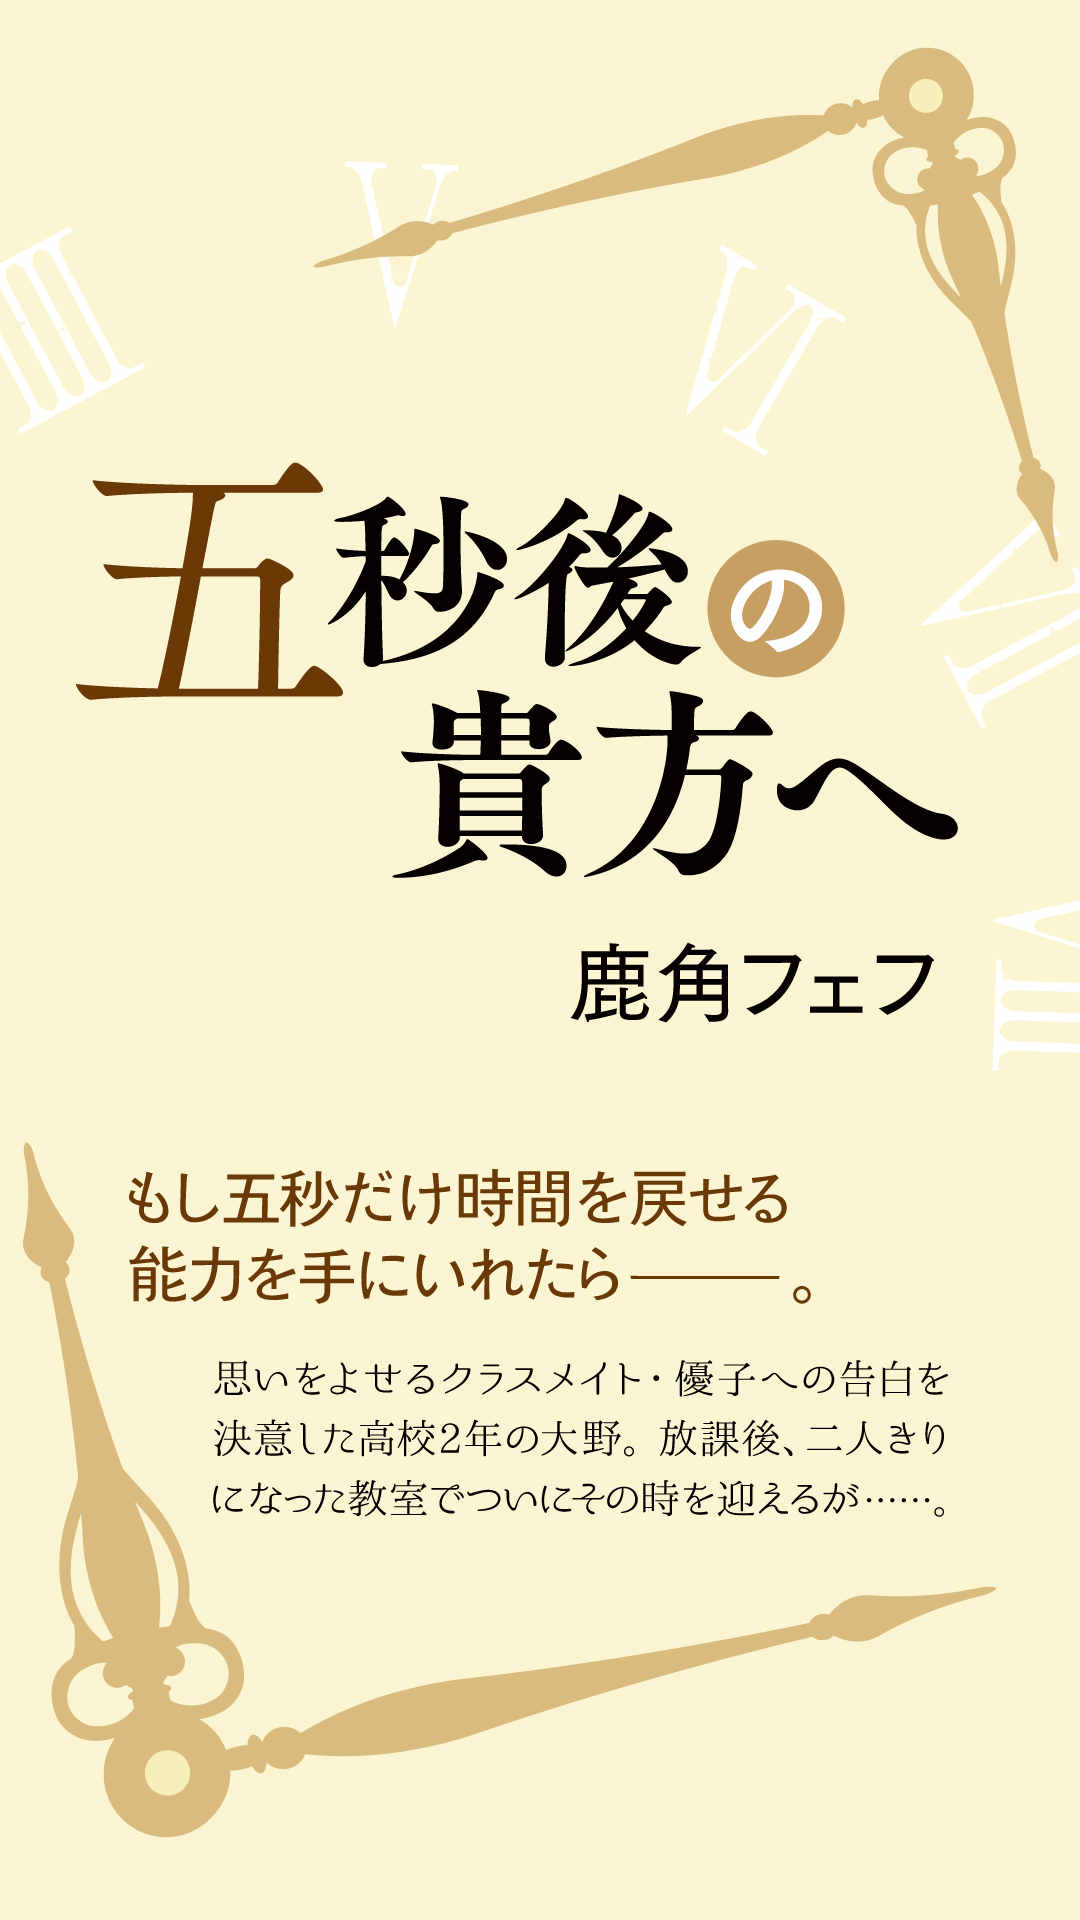 Ⅲ
Ⅴ
Ⅵ
五秒後の
貴方へ
鹿角フェフ
もし五秒だけ時間を戻せる
能力を手にいれたら―――。
思いをよせるクラスメイト・優子への告白を
決意した高校2年の大野。放課後、二人きり
になった教室でついにその時を迎えるが……。